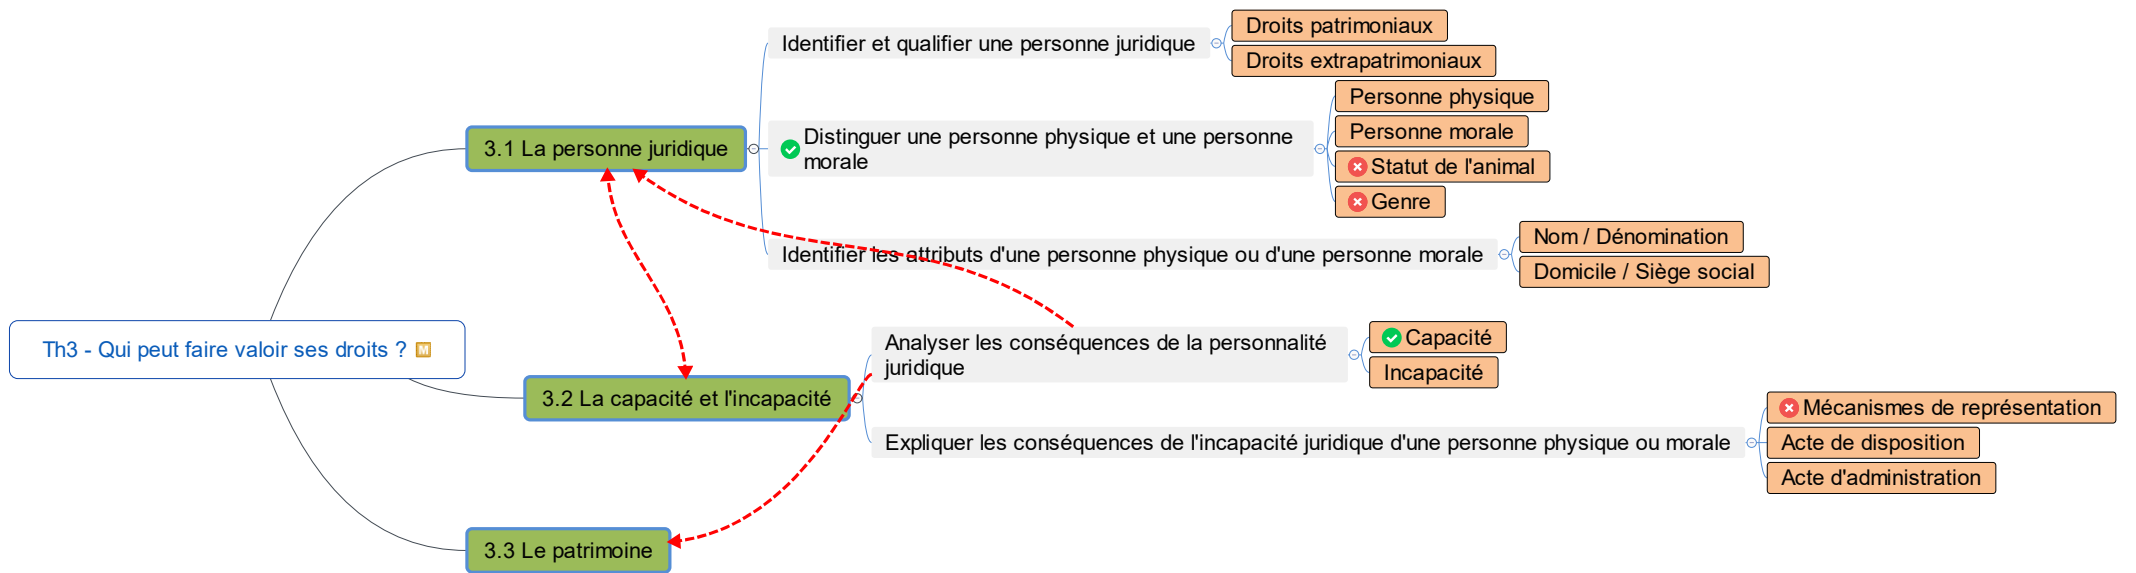 Th3 - Qui peut faire valoir ses droits ? M
3.1 La personne juridique
Identifier et qualifier une personne juridique
Droits patrimoniaux
Droits extrapatrimoniaux
Distinguer une personne physique et une personne
morale
Personne physique
Personne morale
Statut de l'animal
Genre
Identifier les attributs d'une personne physique ou d'une personne morale
Nom / Dénomination
Domicile / Siège social
3.2 La capacité et l'incapacité
Analyser les conséquences de la personnalité
juridique
Capacité
Incapacité
Expliquer les conséquences de l'incapacité juridique d'une personne physique ou morale
Mécanismes de représentation
Acte de disposition
Acte d'administration
3.3 Le patrimoine